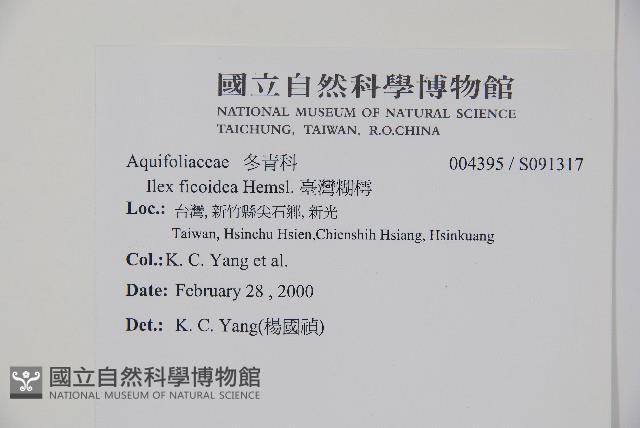 國立自然科學博物館
NATIONAL MUSEUM OF NATURAL SCIENCE
TAICHUNG, TAIWAN, R.O.CHINA
Aquifoliaceae 冬青科 004395 / S091317
Ilex ficoidea Hemsl. 臺灣糊樗
Loc.: 台灣, 新竹縣尖石鄉, 新光
Taiwan, Hsinchu Hsien,Chienshih Hsiang, Hsinkuang
Col.: K. C. Yang et al.
Date: February 28 , 2000
Det.: K. C. Yang(楊國禎)
國立自然科學博物館
NATIONAL MUSEUM OF NATURAL SCIENCE